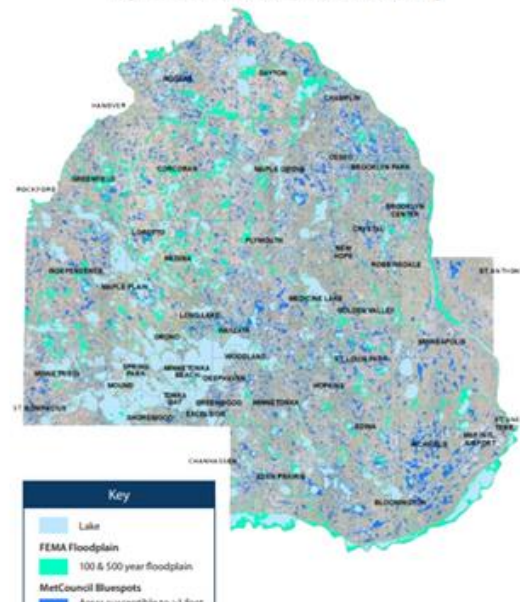 ROGERS
DAYTON
HANOVER
CHAMPLIN
OSSEO
BROOKLYN PARK
CORCORAN
MAPLE GROVE
GREENFIELD
ROCKFORD
BROOKLYN
CENTER
CRYSTAL
LORETTO
PLYMOUTH
NEW
HOPE
MEDINA
ROBBINSDALE
INDEPENDENCE
MAPLE PLAIN
MEDICINE LAKE
GOLDEN VALLEY
LONG LAKE
WAYZATA
ORONO
MINNEAPOLIS
WOODLAND
ST. LOUIS PARK
MINNETRISTA
SPRING
PARK
MINNETONKA
BEACH
DEEPHAVEN
MOUND
HOPKINS
TONKA
BAY
GREENWOOD
MINNETONKA
ST. BONIFACIUS
SHOREWOOD
EXCELSIOR
EDINA
RICHFIELD
AIRPORT
CHANHASSEN
EDEN PRAIRIE
BLOOMINGTON
Key
Lake
FEMA Floodplain
100 & 500 year floodplain
MetCouncil Bluespots